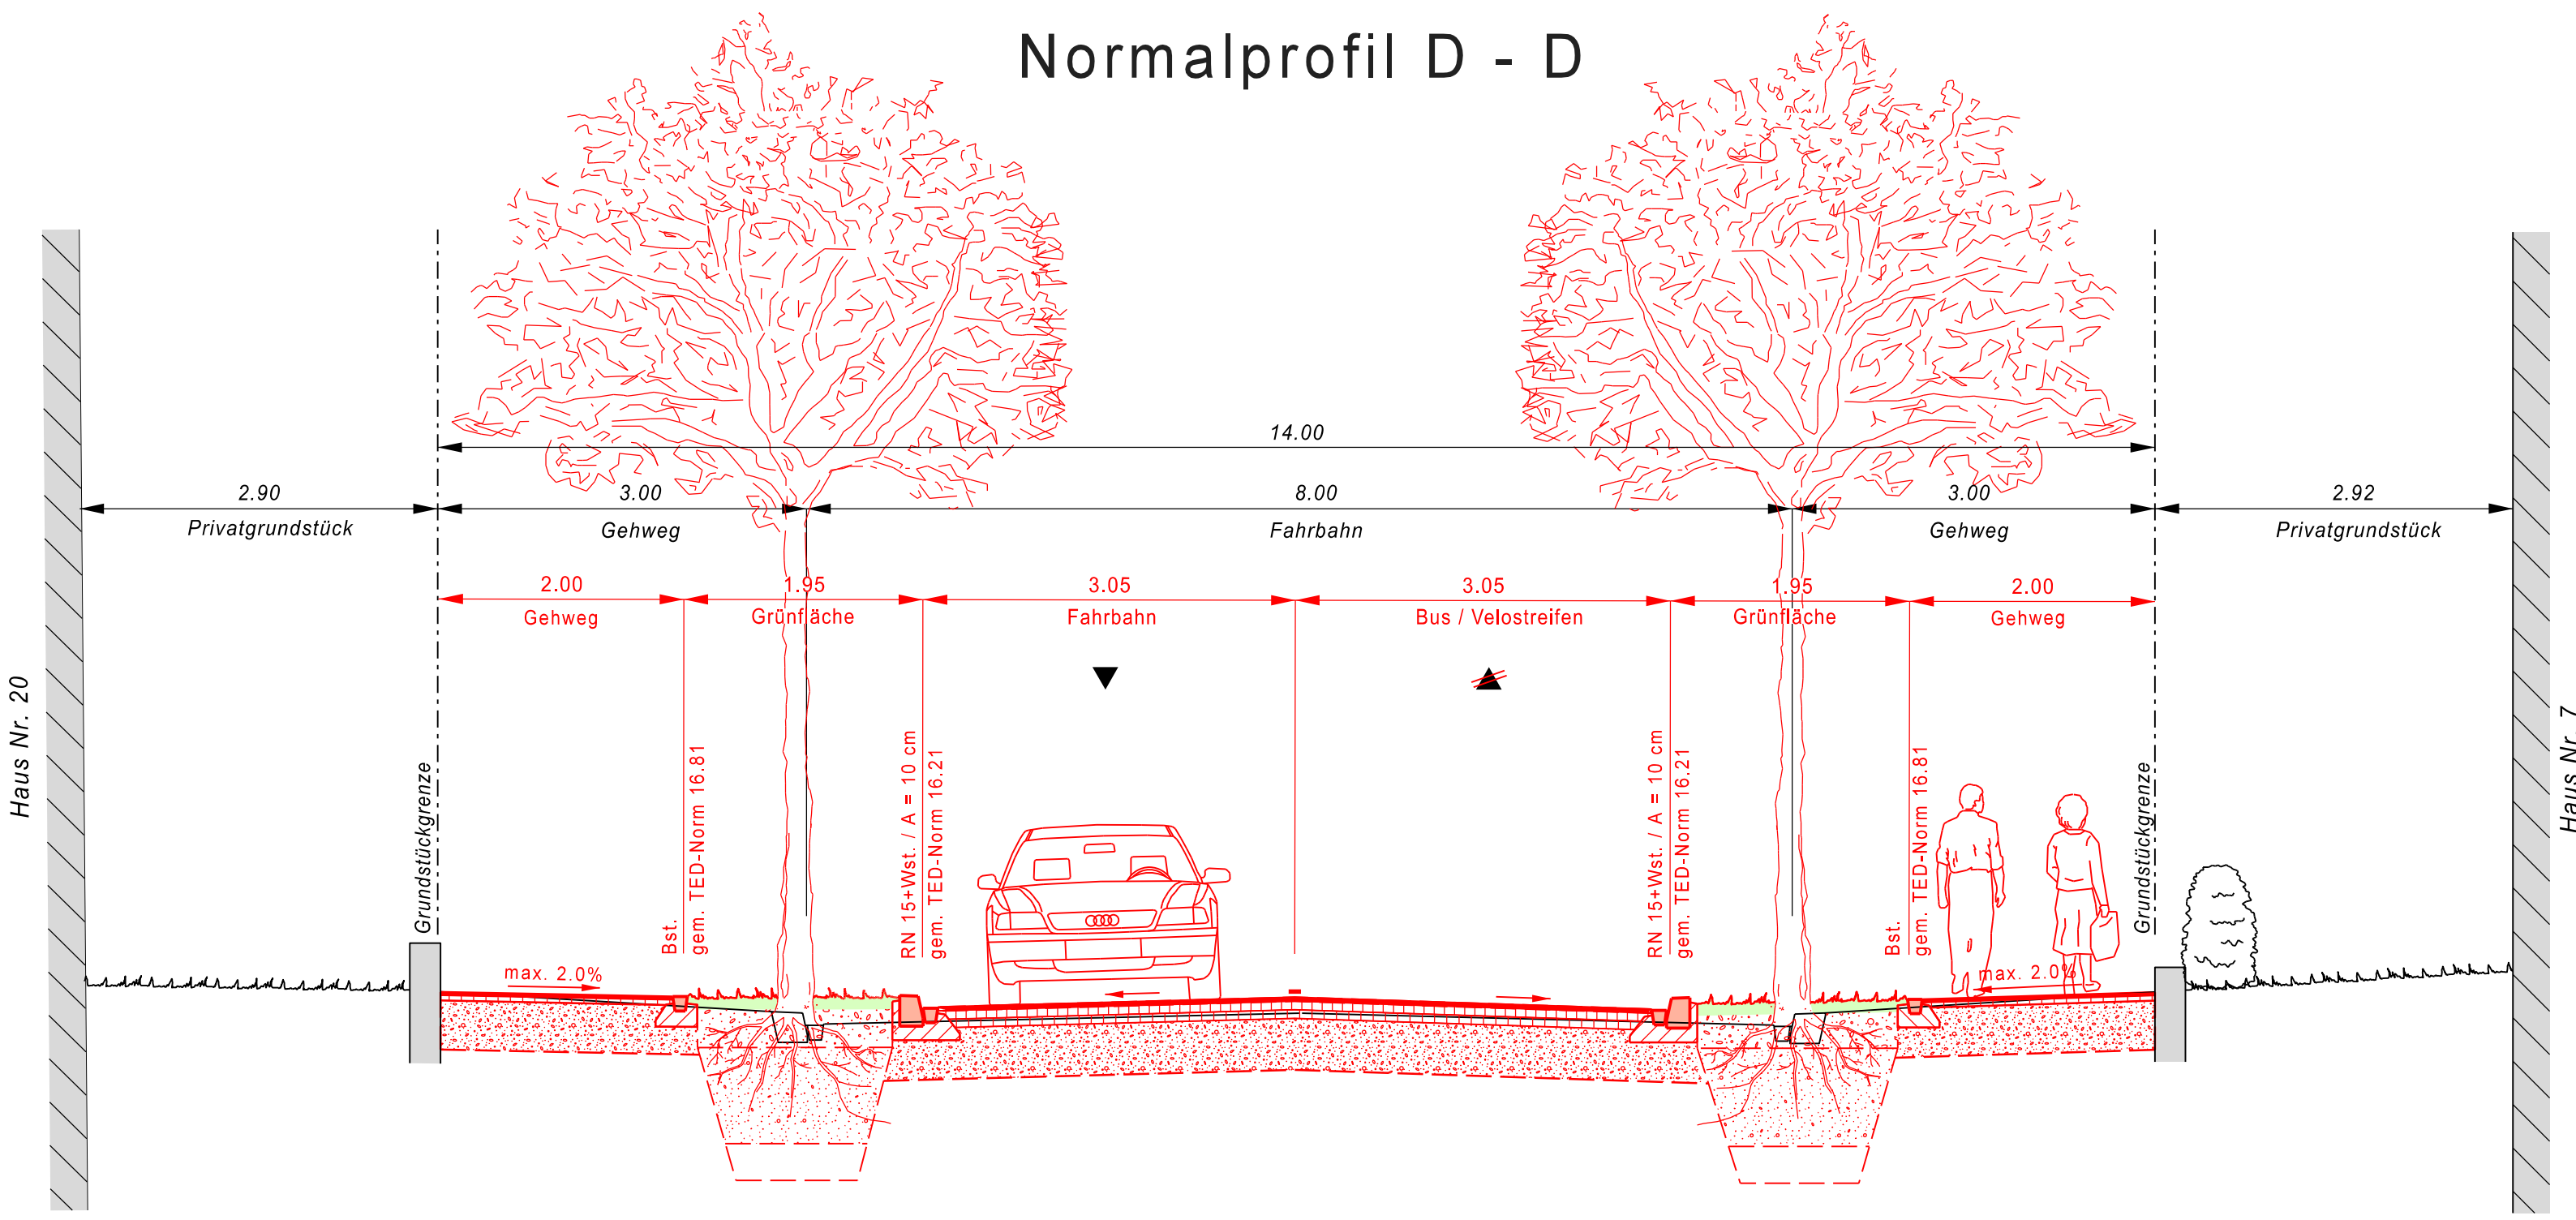 Normalprofil D - D
14.00
2.90
3.00
8.00
3.00
2.92
Privatgrundstück
Gehweg
Fahrbahn
Gehweg
Privatgrundstück
2.00
1.95
3.05
3.05
1.95
2.00
Gehweg
Grünfläche
Fahrbahn
Bus / Velostreifen
Grünfläche
Gehweg
Haus Nr. 20
Grundstückgrenze
Bst.
gem. TED-Norm 16.81
RN 15+Wst. / A = 10 cm
gem. TED-Norm 16.21
RN 15+Wst. / A = 10 cm
gem. TED-Norm 16.21
Bst.
gem. TED-Norm 16.81
Grundstückgrenze
Haus Nr. 7
max. 2.0%
max. 2.0%